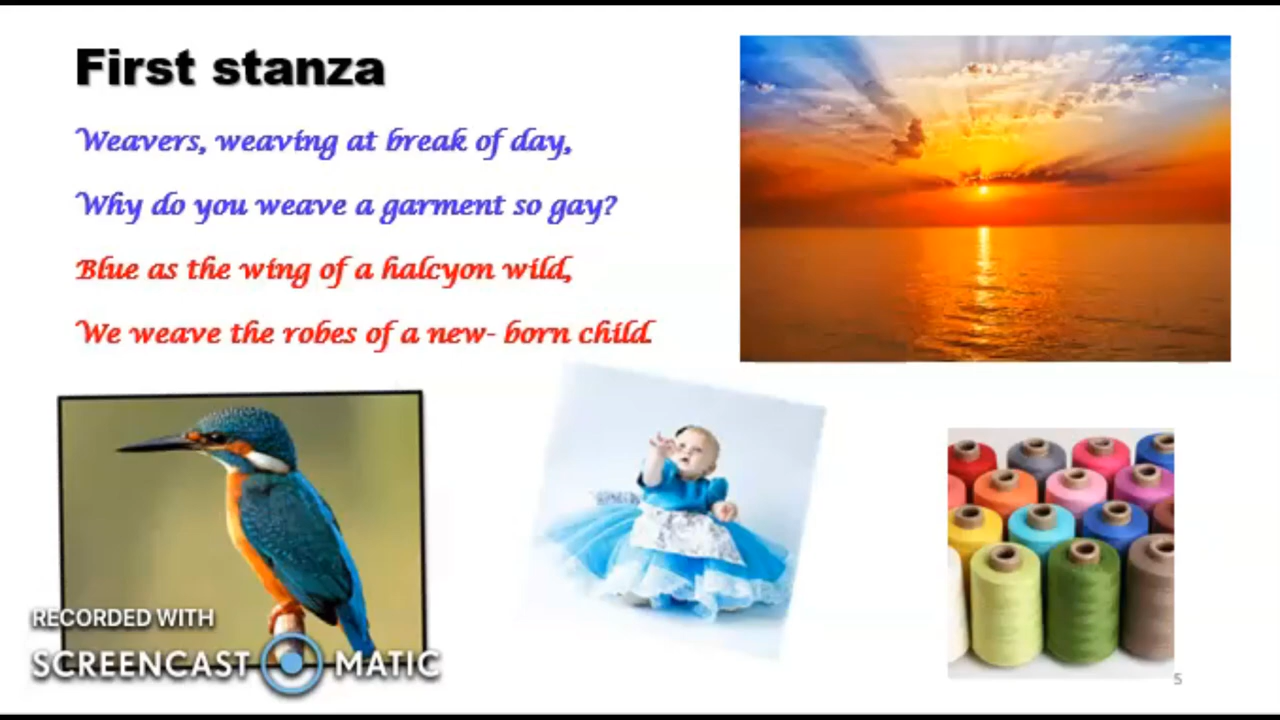 First stanza
Weavers, weaving at break of day,
Why do you weave a garment so gay?
Blue as the wing of a halcyon wild,
We weave the robes of a new- born child.
RECORDED WITH
SCREENCAST MATIC
5